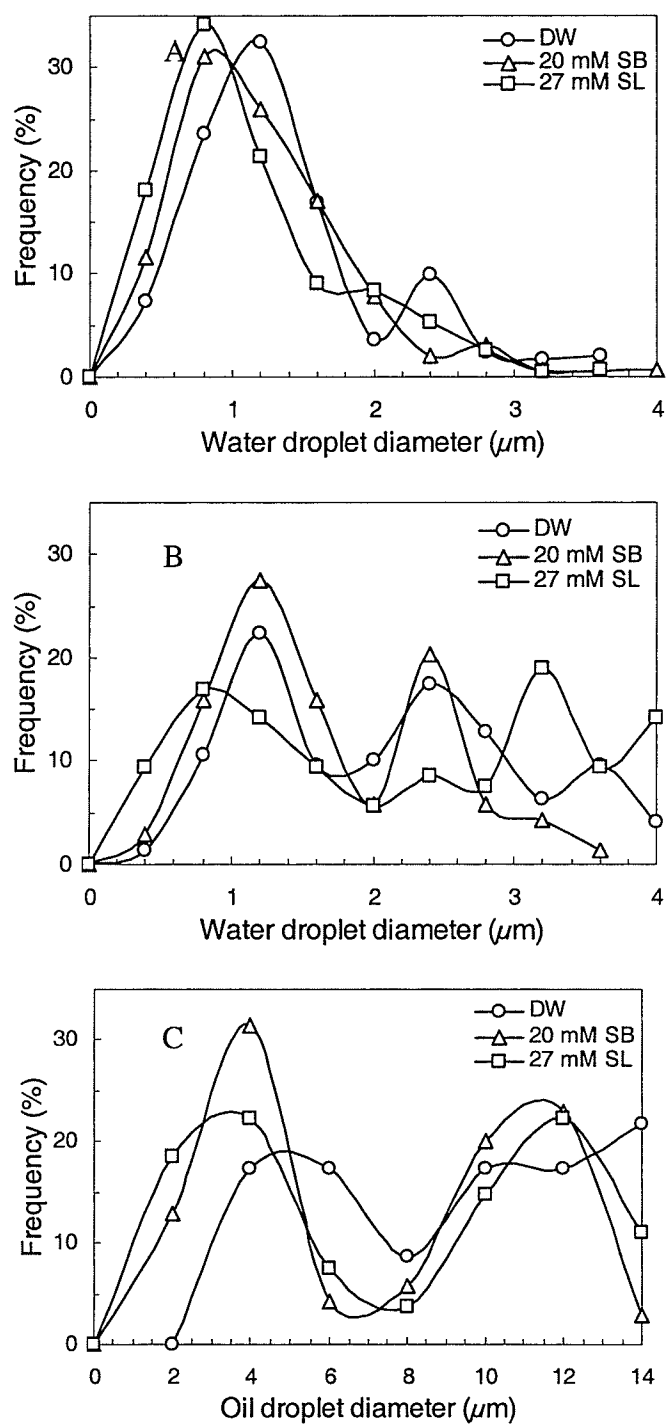 A
DW
20 mM SB
27 mM SL
30
20
10
0
Frequency (%)
0 1 2 3 4
Water droplet diameter (µm)
B
DW
20 mM SB
27 mM SL
30
20
10
0
Frequency (%)
0 1 2 3 4
Water droplet diameter (µm)
C
DW
20 mM SB
27 mM SL
30
20
10
0
Frequency (%)
0 2 4 6 8 10 12 14
Oil droplet diameter (µm)